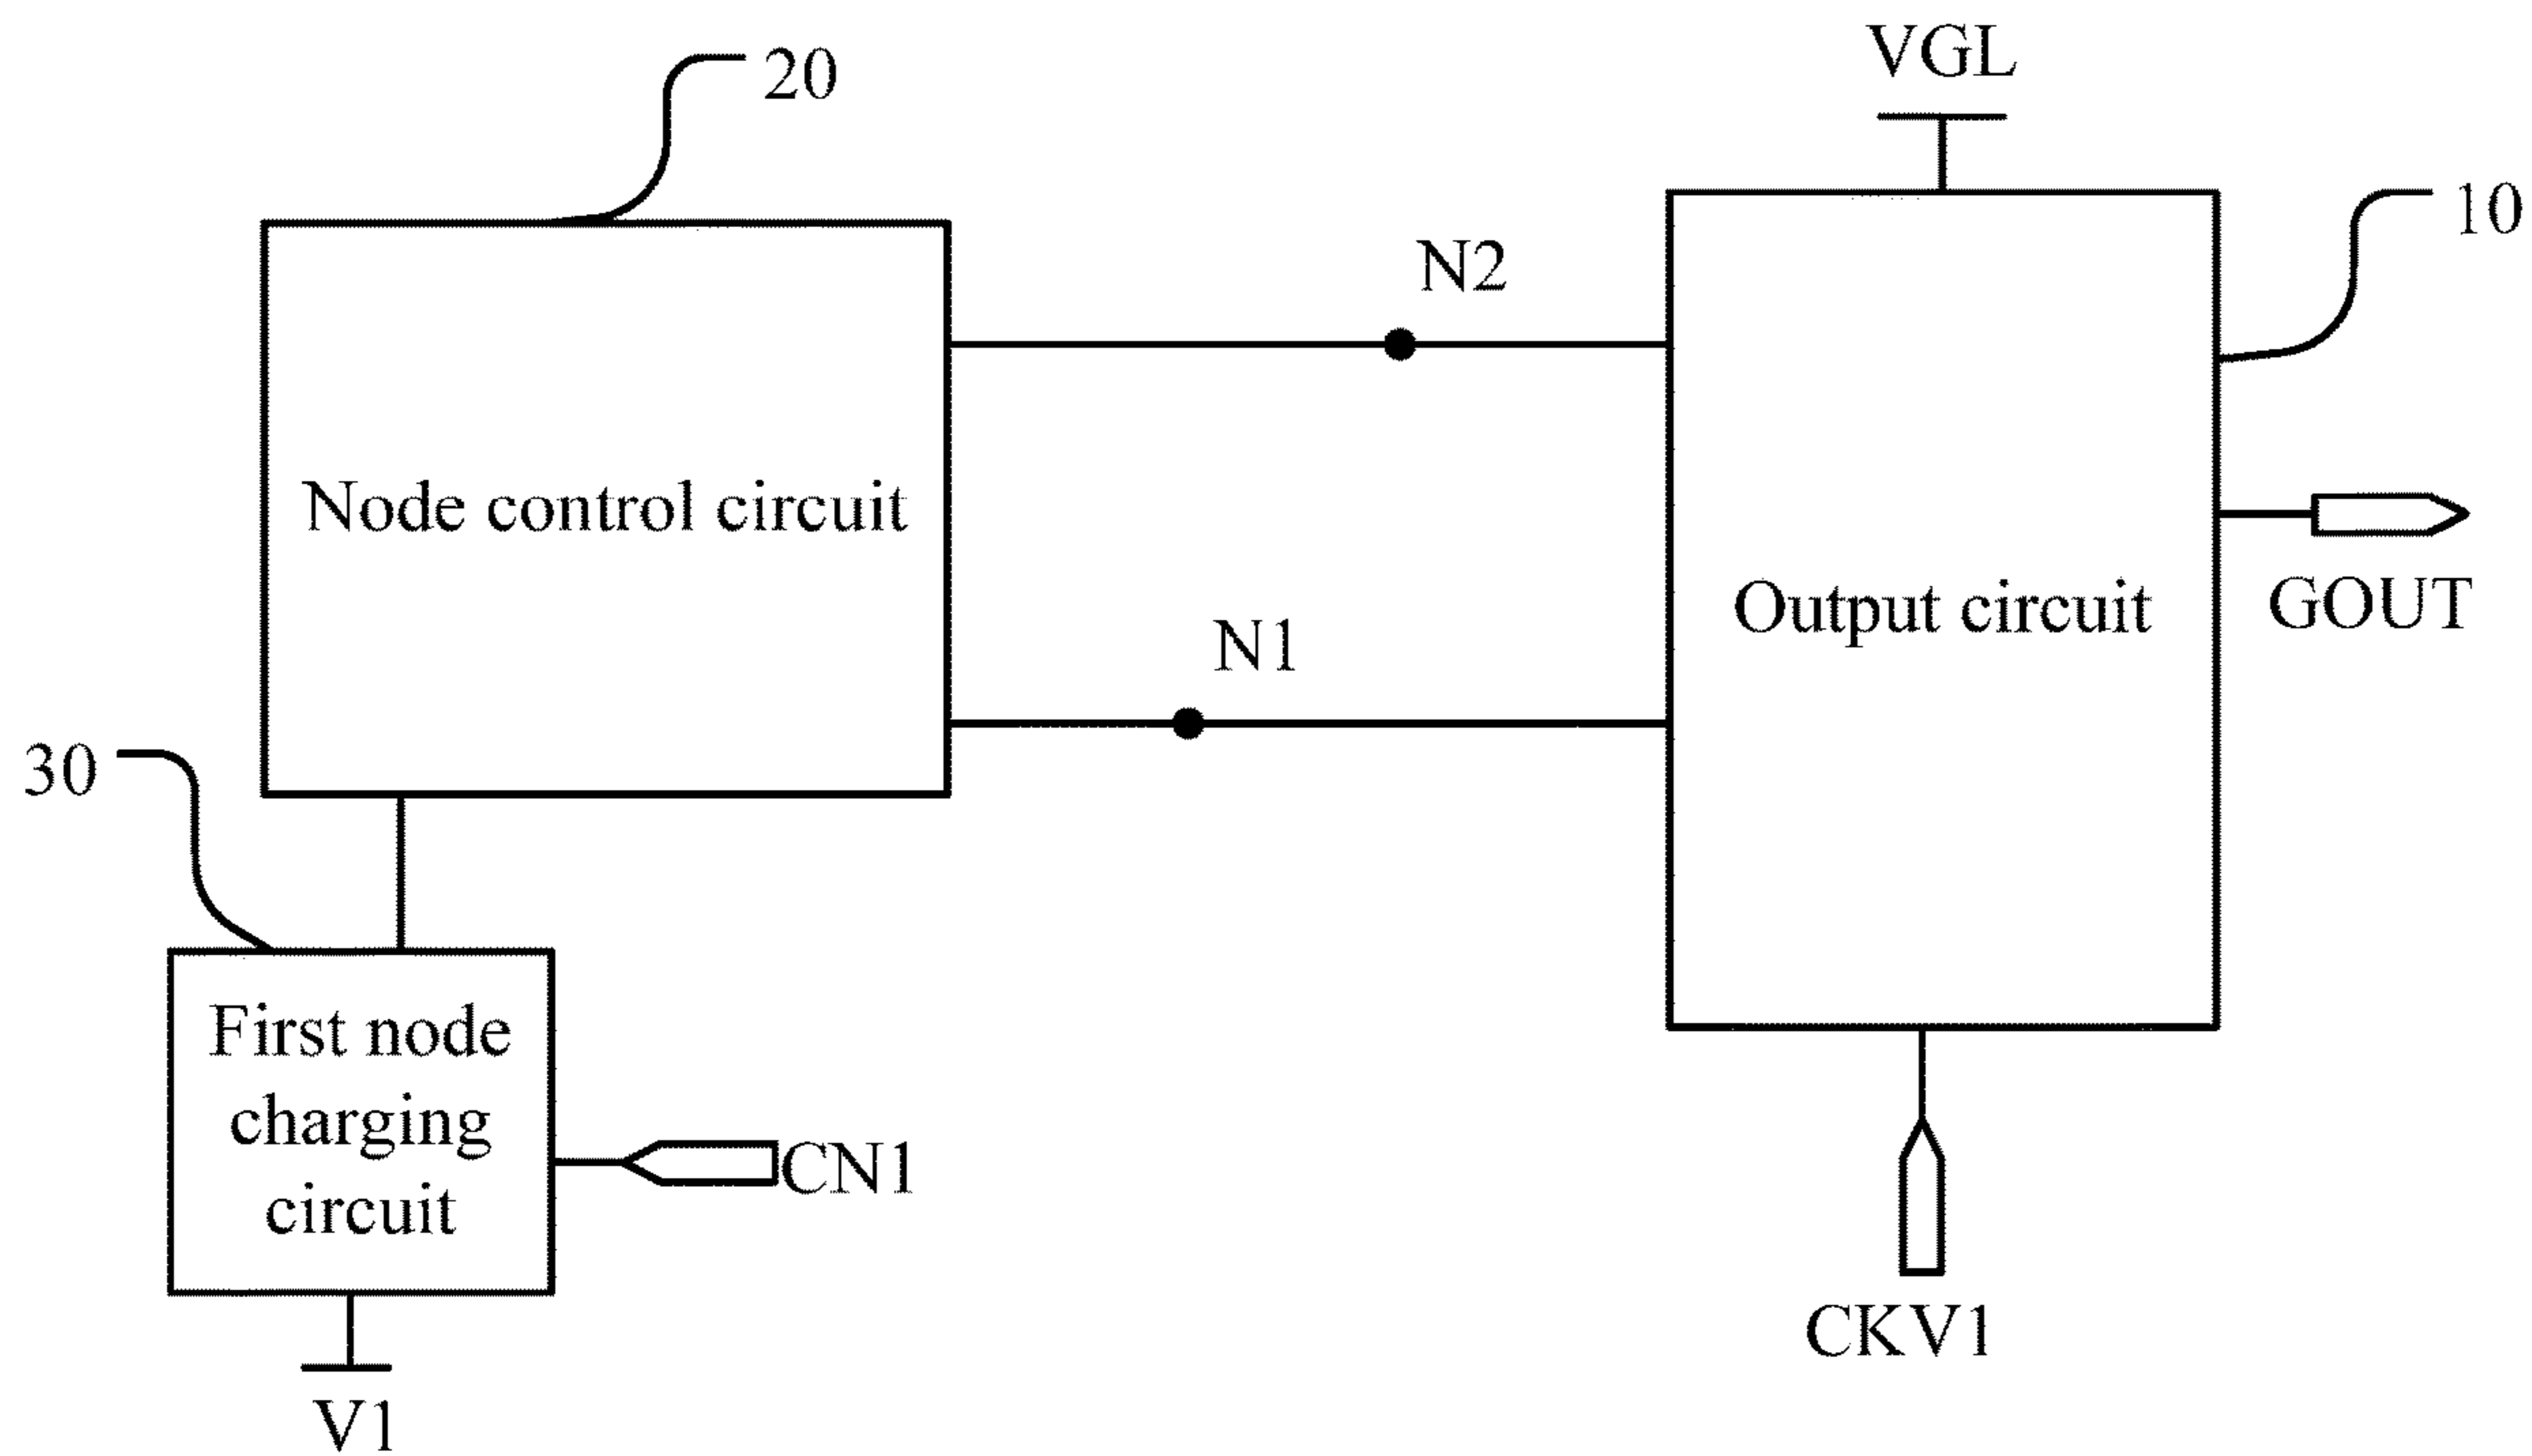 20
VGL
10
N2
Node control circuit
Output circuit
GOUT
N1
30
First node
charging
circuit
CN1
CKV1
V1